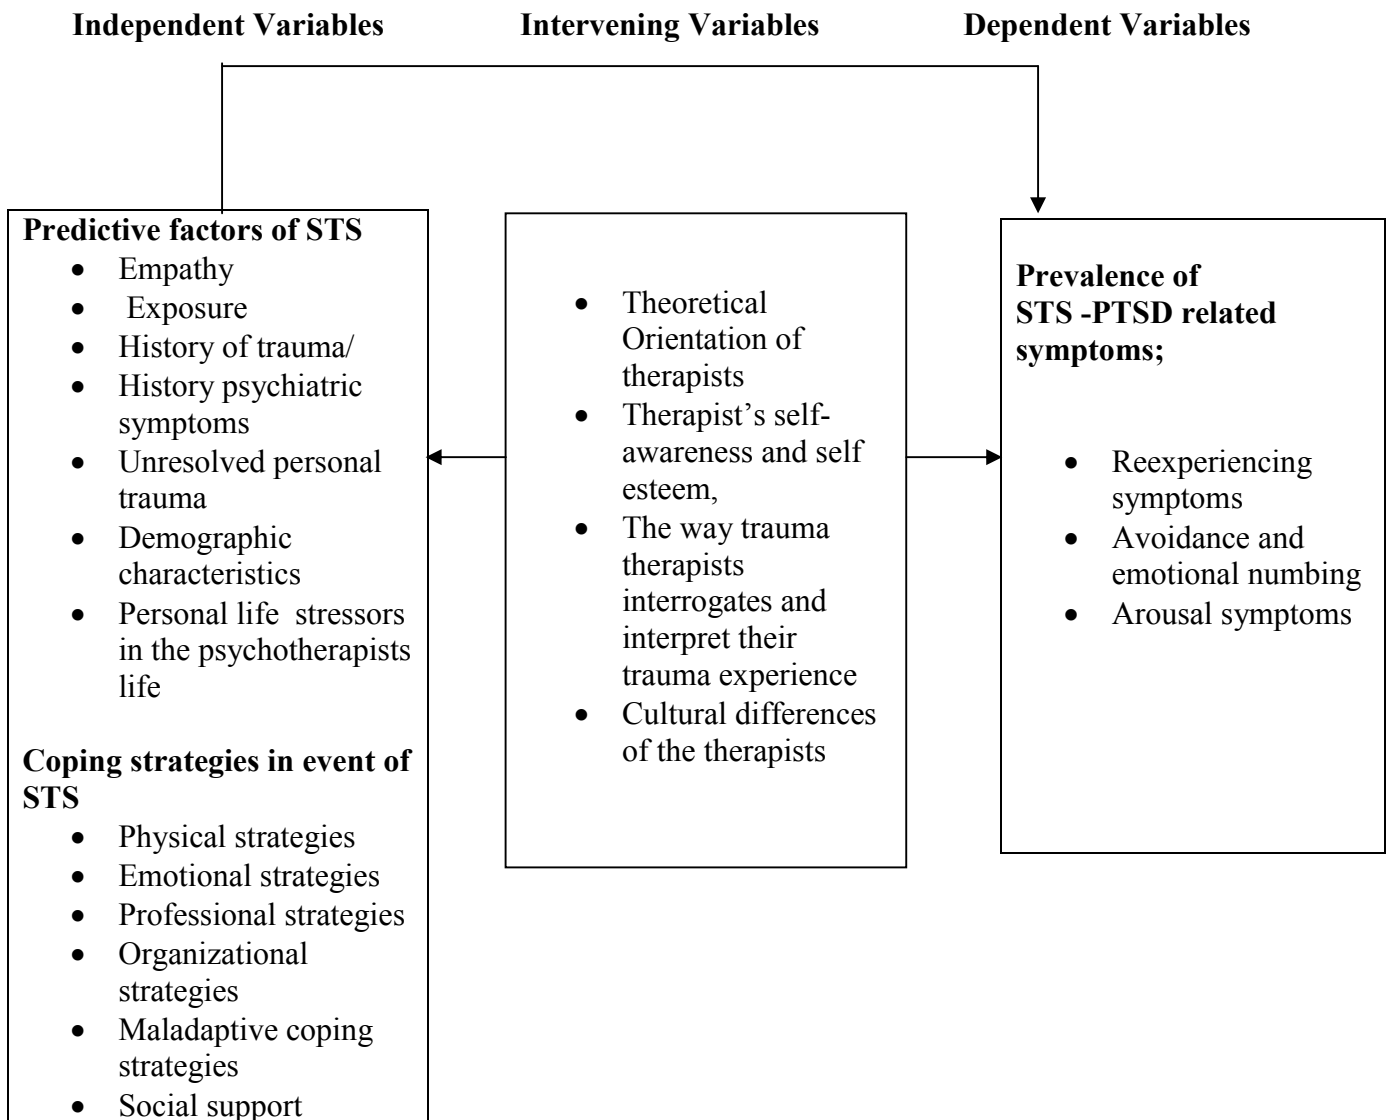 Independent Variables
Intervening Variables
Dependent Variables
Predictive factors of STS
• Empathy
• Exposure
• History of trauma/
• History psychiatric
symptoms
• Unresolved personal
trauma
• Demographic
characteristics
• Personal life stressors
in the psychotherapists
life
Coping strategies in event of
STS
• Physical strategies
• Emotional strategies
• Professional strategies
• Organizational
strategies
• Maladaptive coping
strategies
• Social support
• Theoretical
Orientation of
therapists
• Therapist’s self-
awareness and self
esteem,
• The way trauma
therapists
interrogates and
interpret their
trauma experience
• Cultural differences
of the therapists
Prevalence of
STS -PTSD related
symptoms;
• Reexperiencing
symptoms
• Avoidance and
emotional numbing
• Arousal symptoms